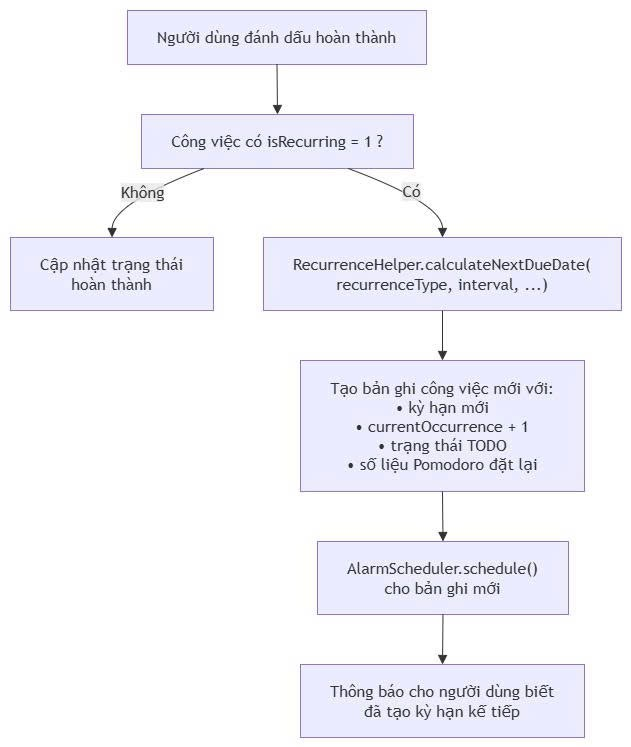 Người dùng đánh dấu hoàn thành
Công việc có isRecurring = 1 ?
Không
Có
Cập nhật trạng thái
hoàn thành
RecurrenceHelper.calculateNextDueDate(
recurrenceType, interval, ...)
Tạo bản ghi công việc mới với:
• kỳ hạn mới
• currentOccurrence + 1
• trạng thái TODO
• số liệu Pomodoro đặt lại
AlarmScheduler.schedule()
cho bản ghi mới
Thông báo cho người dùng biết
đã tạo kỳ hạn kế tiếp